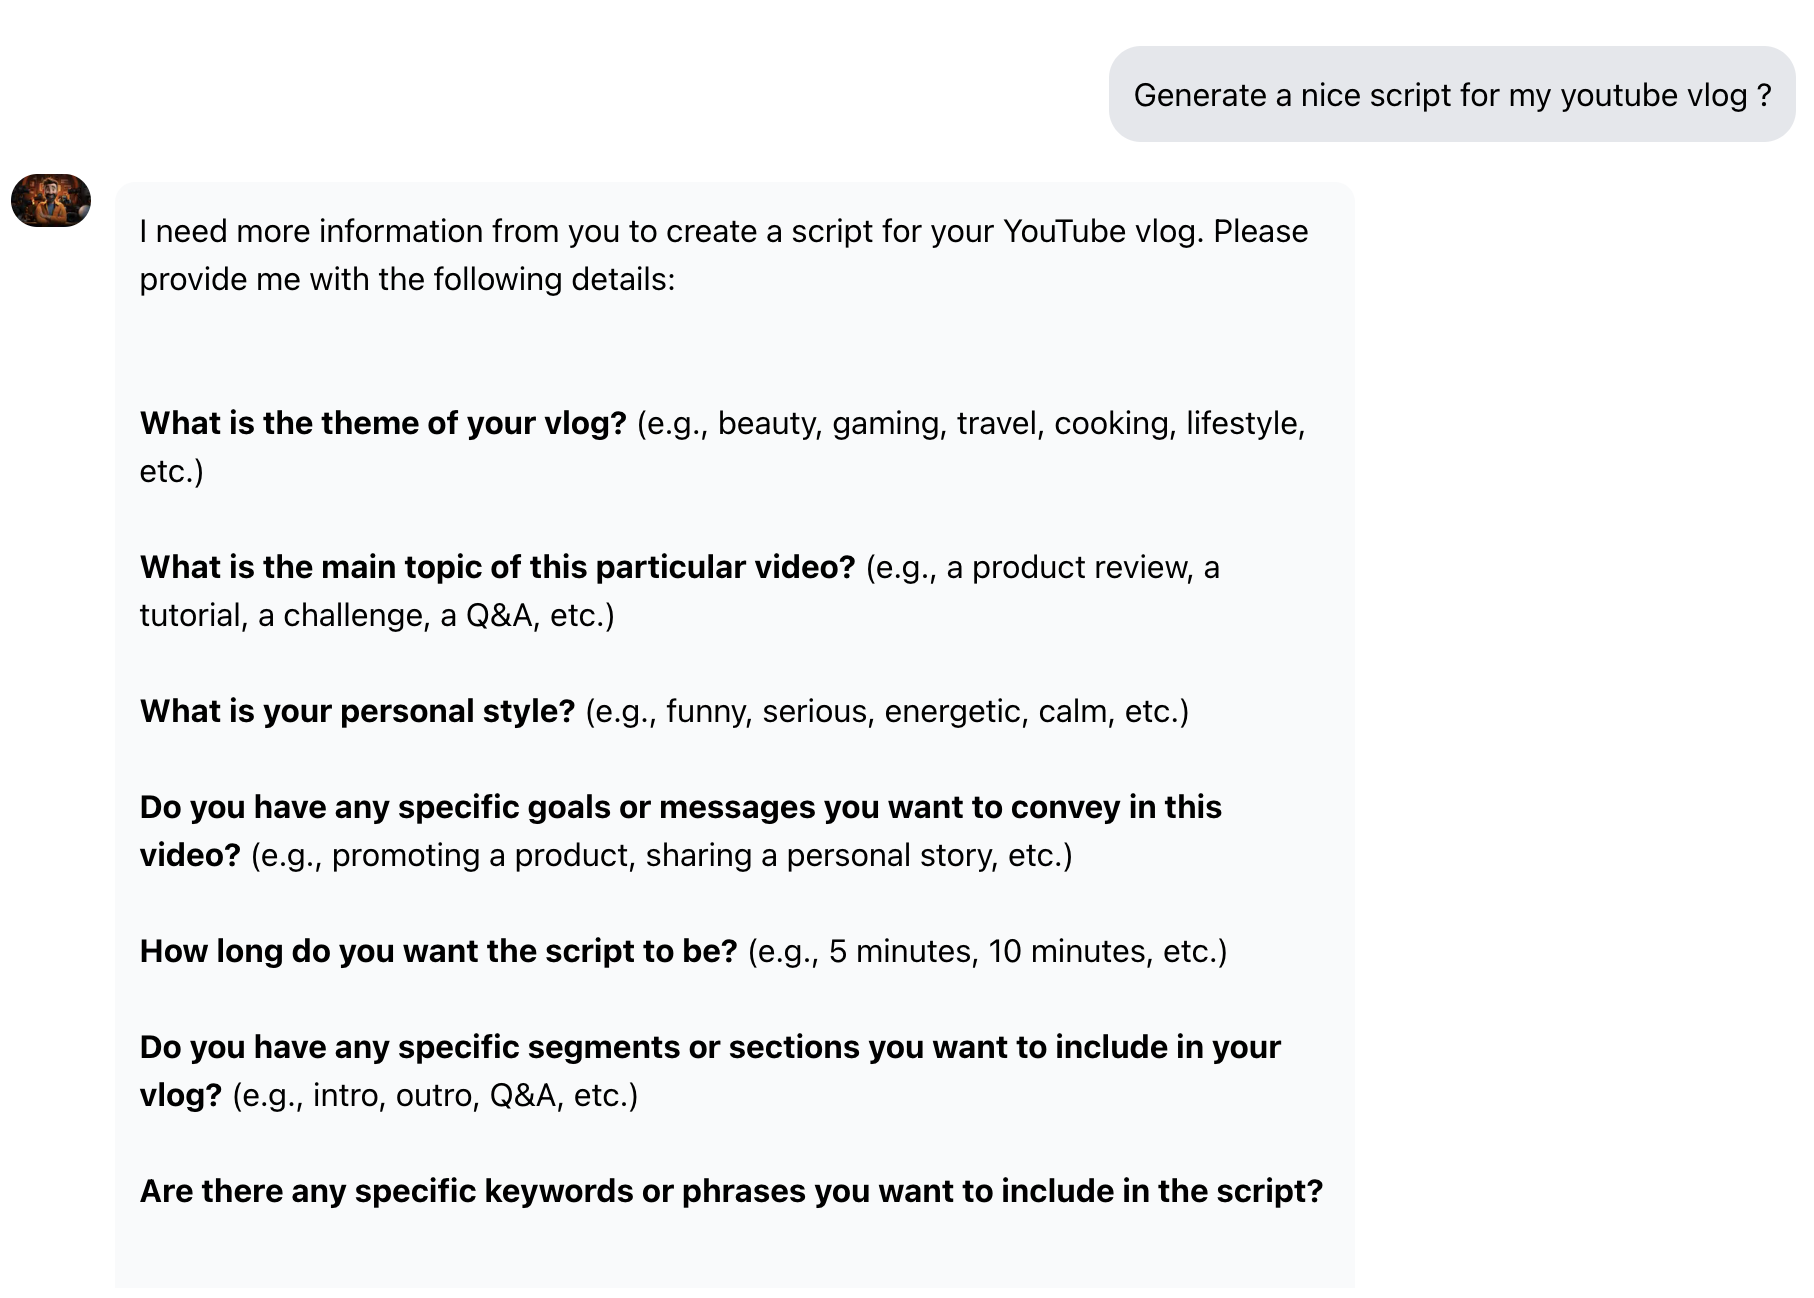 Generate a nice script for my youtube vlog ?
I need more information from you to create a script for your YouTube vlog. Please
provide me with the following details:
What is the theme of your vlog? (e.g., beauty, gaming, travel, cooking, lifestyle,
etc.)
What is the main topic of this particular video? (e.g., a product review, a
tutorial, a challenge, a Q&A, etc.)
What is your personal style? (e.g., funny, serious, energetic, calm, etc.)
Do you have any specific goals or messages you want to convey in this
video? (e.g., promoting a product, sharing a personal story, etc.)
How long do you want the script to be? (e.g., 5 minutes, 10 minutes, etc.)
Do you have any specific segments or sections you want to include in your
vlog? (e.g., intro, outro, Q&A, etc.)
Are there any specific keywords or phrases you want to include in the script?